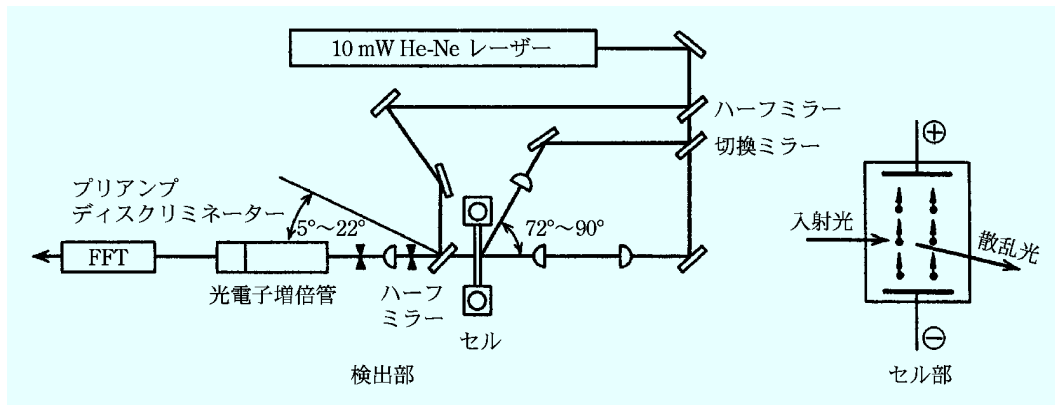 10 mW He-Ne レーザー
ハーフミラー
切換ミラー
プリアンプ
ディスクリミネーター
5°〜22°
72°〜90°
FFT
光電子増倍管
ハーフ
ミラー
セル
検出部
⊕
入射光
散乱光
⊖
セル部